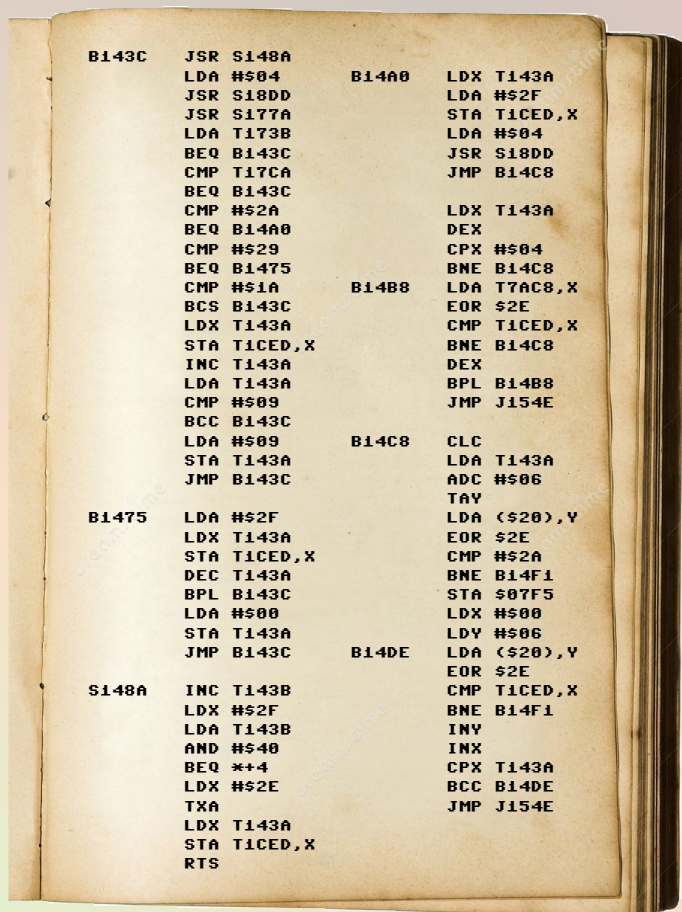 B143C JSR S148A
LDA #$04
JSR S18DD
JSR S177A
LDA T173B
BEQ B143C
CMP T17CA
BEQ B143C
CMP #$2A
BEQ B14A0
CMP #$29
BEQ B1475
CMP #$1A
BCS B143C
LDX T143A
STA T1CED,X
INC T143A
LDA T143A
CMP #$09
BCC B143C
LDA #$09
STA T143A
JMP B143C
B1475 LDA #$2F
LDX T143A
STA T1CED,X
DEC T143A
BPL B143C
LDA #$00
STA T143A
JMP B143C
S148A INC T143B
LDX #$2F
LDA T143B
AND #$40
BEQ *+4
LDX #$2E
TXA
LDX T143A
STA T1CED,X
RTS
B14A0 LDX T143A
LDA #$2F
STA T1CED,X
LDA #$04
JSR S18DD
JMP B14C8
LDX T143A
DEX
CPX #$04
BNE B14C8
B14B8 LDA T7AC8,X
EOR $2E
CMP T1CED,X
BNE B14C8
DEX
BPL B14B8
JMP J154E
B14C8 CLC
LDA T143A
ADC #$06
TAY
LDA ($20),Y
EOR $2E
CMP #$2A
BNE B14F1
STA $07F5
LDX #$00
LDY #$06
B14DE LDA ($20),Y
EOR $2E
CMP T1CED,X
BNE B14F1
INY
INX
CPX T143A
BCC B14DE
JMP J154E